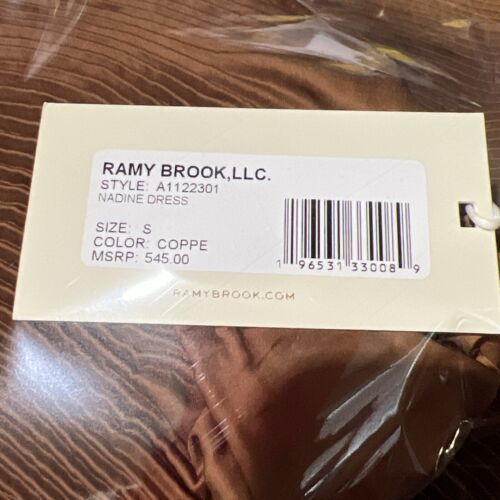 RAMY BROOK,LLC.
STYLE: A1122301
NADINE DRESS
SIZE: S
COLOR: COPPE
MSRP: 545.00
1 96531 33008 9
RAMYBROOK.COM